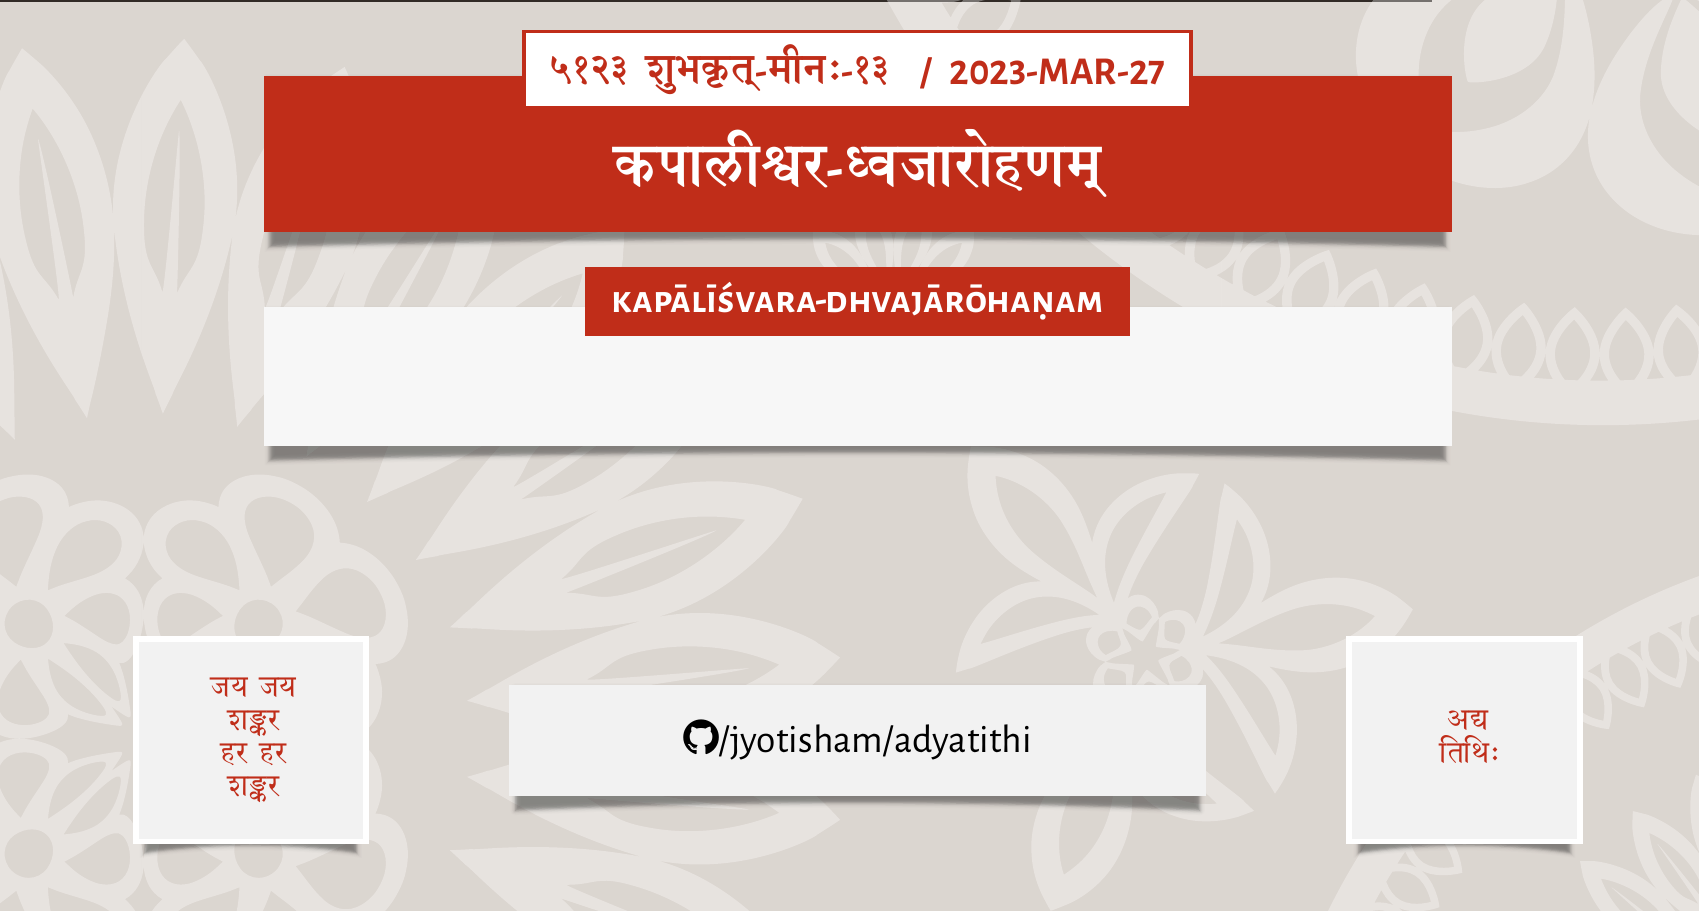 ५१२३ शुभकृत्-मीनः-१३ / 2023-MAR-27
कपालीश्वर-ध्वजारोहणम्
KAPĀLĪŚVARA-DHVAJĀRŌHAṆAM
जय जय
शङ्कर
हर हर
शङ्कर
/jyotisham/adyatithi
अद्य
तिथिः